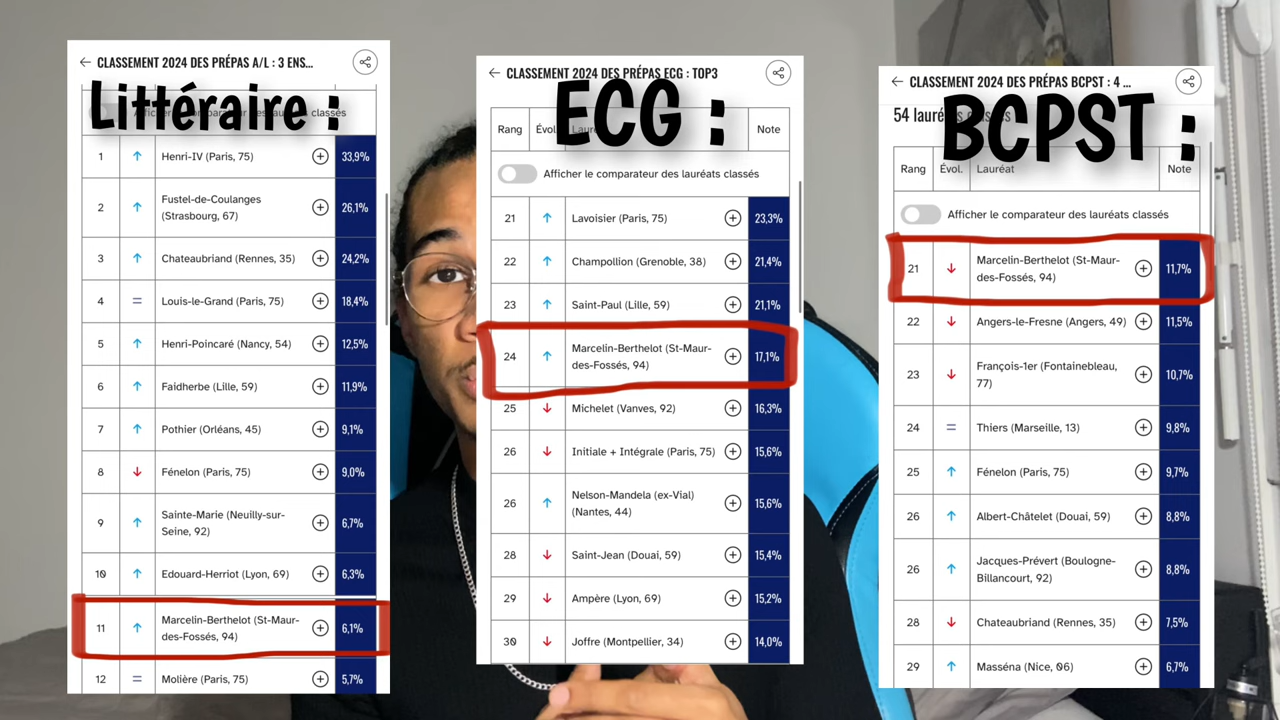 CLASSEMENT 2024 DES PRÉPAS A/L : 3 ENS...
Littéraire :
classés
1 Henri-IV (Paris, 75) 33,9%
2 Fustel-de-Coulanges
(Strasbourg, 67) 26,1%
3 Chateaubriand (Rennes, 35) 24,2%
4 = Louis-le-Grand (Paris, 75) 18,4%
5 Henri-Poincaré (Nancy, 54) 12,5%
6 Faidherbe (Lille, 59) 11,9%
7 Pothier (Orléans, 45) 9,1%
8 Fénelon (Paris, 75) 9,0%
9 Sainte-Marie (Neuilly-sur-
Seine, 92) 6,7%
10 Edouard-Herriot (Lyon, 69) 6,3%
11 Marcelin-Berthelot (St-Maur-
des-Fossés, 94) 6,1%
12 = Molière (Paris, 75) 5,7%
CLASSEMENT 2024 DES PRÉPAS ECG : TOP3
ECG :
Rang Évol. Note
Afficher le comparateur des lauréats classés
21 Lavoisier (Paris, 75) 23,3%
22 Champollion (Grenoble, 38) 21,4%
23 Saint-Paul (Lille, 59) 21,1%
24 Marcelin-Berthelot (St-Maur-
des-Fossés, 94) 17,1%
25 Michelet (Vanves, 92) 16,3%
26 Initiale + Intégrale (Paris, 75) 15,6%
26 Nelson-Mandela (ex-Vial)
(Nantes, 44) 15,6%
28 Saint-Jean (Douai, 59) 15,4%
29 Ampère (Lyon, 69) 15,2%
30 Joffre (Montpellier, 34) 14,0%
CLASSEMENT 2024 DES PRÉPAS BCPST : 4 ...
54
BCPST :
Rang Évol. Lauréat Note
Afficher le comparateur des lauréats classés
21 Marcelin-Berthelot (St-Maur-
des-Fossés, 94) 11,7%
22 Angers-le-Fresne (Angers, 49) 11,5%
23 François-1er (Fontainebleau,
77) 10,7%
24 = Thiers (Marseille, 13) 9,8%
25 Fénelon (Paris, 75) 9,7%
26 Albert-Châtelet (Douai, 59) 8,8%
26 Jacques-Prévert (Boulogne-
Billancourt, 92) 8,8%
28 Chateaubriand (Rennes, 35) 7,5%
29 Masséna (Nice, 06) 6,7%